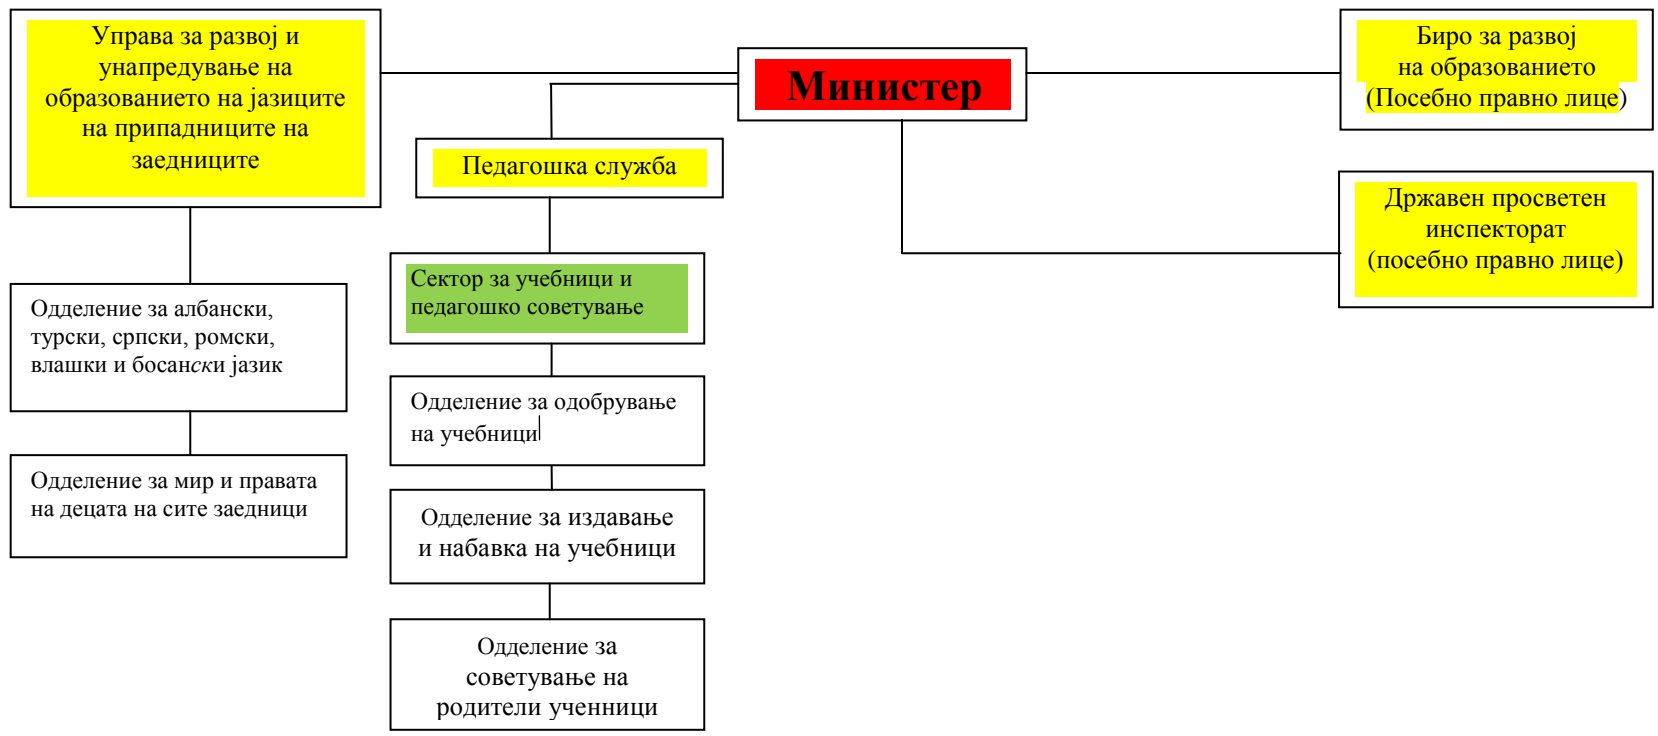 Управа за развој и
унапредување на
образованието на јазиците
на припадниците на
заедниците
Министер
Биро за развој
на образованието
(Посебно правно лице)
Педагошка служба
Државен просветен
инспекторат
(посебно правно лице)
Сектор за учебници и
педагошко советување
Одделение за албански,
турски, српски, ромски,
влашки и босански јазик
Одделение за одобрување
на учебници
Одделение за мир и правата
на децата на сите заедници
Одделение за издавање
и набавка на учебници
Одделение за
советување на
родители ученници